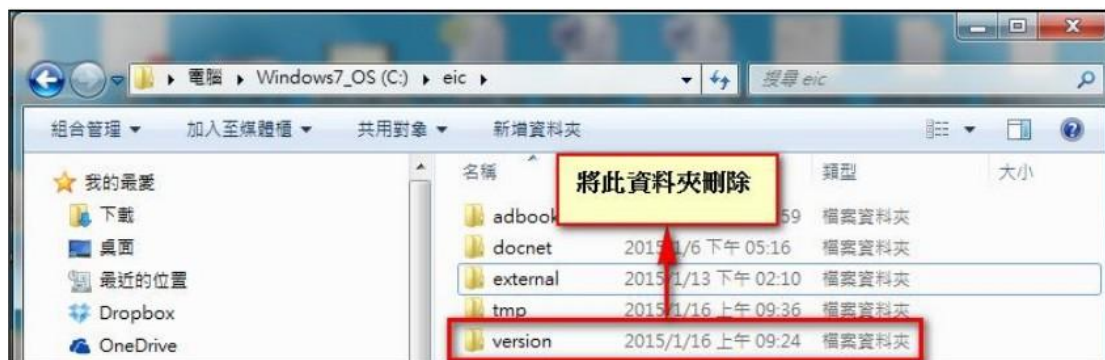 電腦 ▸ Windows7_OS (C:) ▸ eic ▸
搜尋 eic
組合管理 ▼ 加入至媒體櫃 ▼ 共用對象 ▼ 新增資料夾
我的最愛
下載
桌面
最近的位置
Dropbox
OneDrive
名稱 類型 大小
將此資料夾刪除
adbook 59 檔案資料夾
docnet 2015/1/6 下午 05:16 檔案資料夾
external 2015/1/13 下午 02:10 檔案資料夾
tmp 2015/1/16 上午 09:36 檔案資料夾
version 2015/1/16 上午 09:24 檔案資料夾